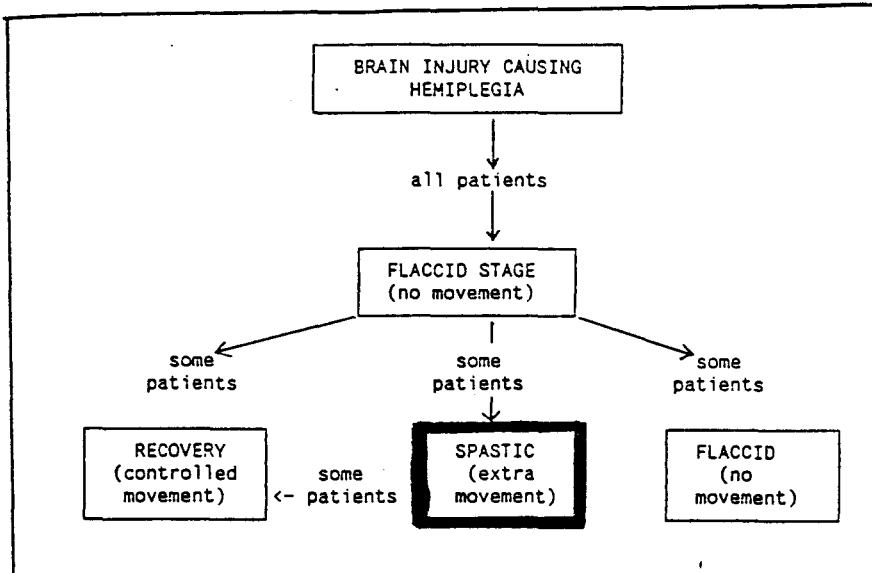 BRAIN INJURY CAUSING
HEMIPLEGIA
all patients
FLACCID STAGE
(no movement)
some
patients
some
patients
some
patients
RECOVERY
(controlled
movement)
some
<- patients
SPASTIC
(extra
movement)
FLACCID
(no
movement)